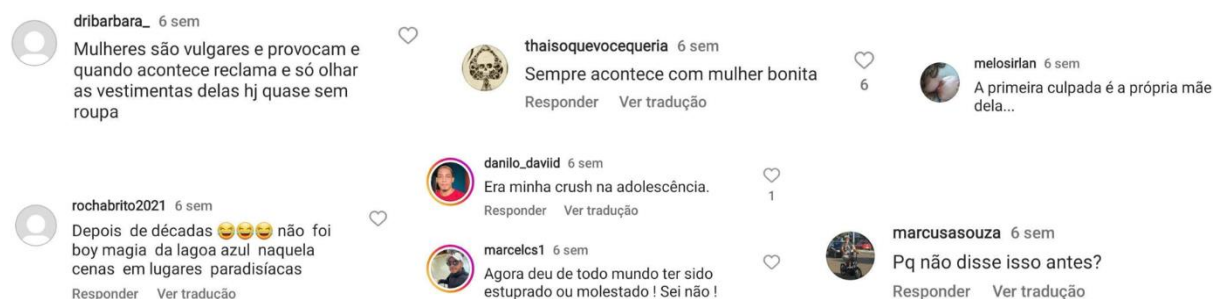 dribarbara_ 6 sem
Mulheres são vulgares e provocam e
quando acontece reclama e só olhar
as vestimentas delas hj quase sem
roupa
thaisoquevocequeria 6 sem
Sempre acontece com mulher bonita
6
Responder Ver tradução
melosirlan 6 sem
A primeira culpada é a própria mãe
dela...
rochabrito2021 6 sem
Depois de décadas 😂😂😂 não foi
boy magia da lagoa azul naquela
cenas em lugares paradisíacas
Responder Ver tradução
danilo_daviid 6 sem
Era minha crush na adolescência.
1
Responder Ver tradução
marcelcs1 6 sem
Agora deu de todo mundo ter sido
estuprado ou molestado ! Sei não !
marcusasouza 6 sem
Pq não disse isso antes?
Responder Ver tradução